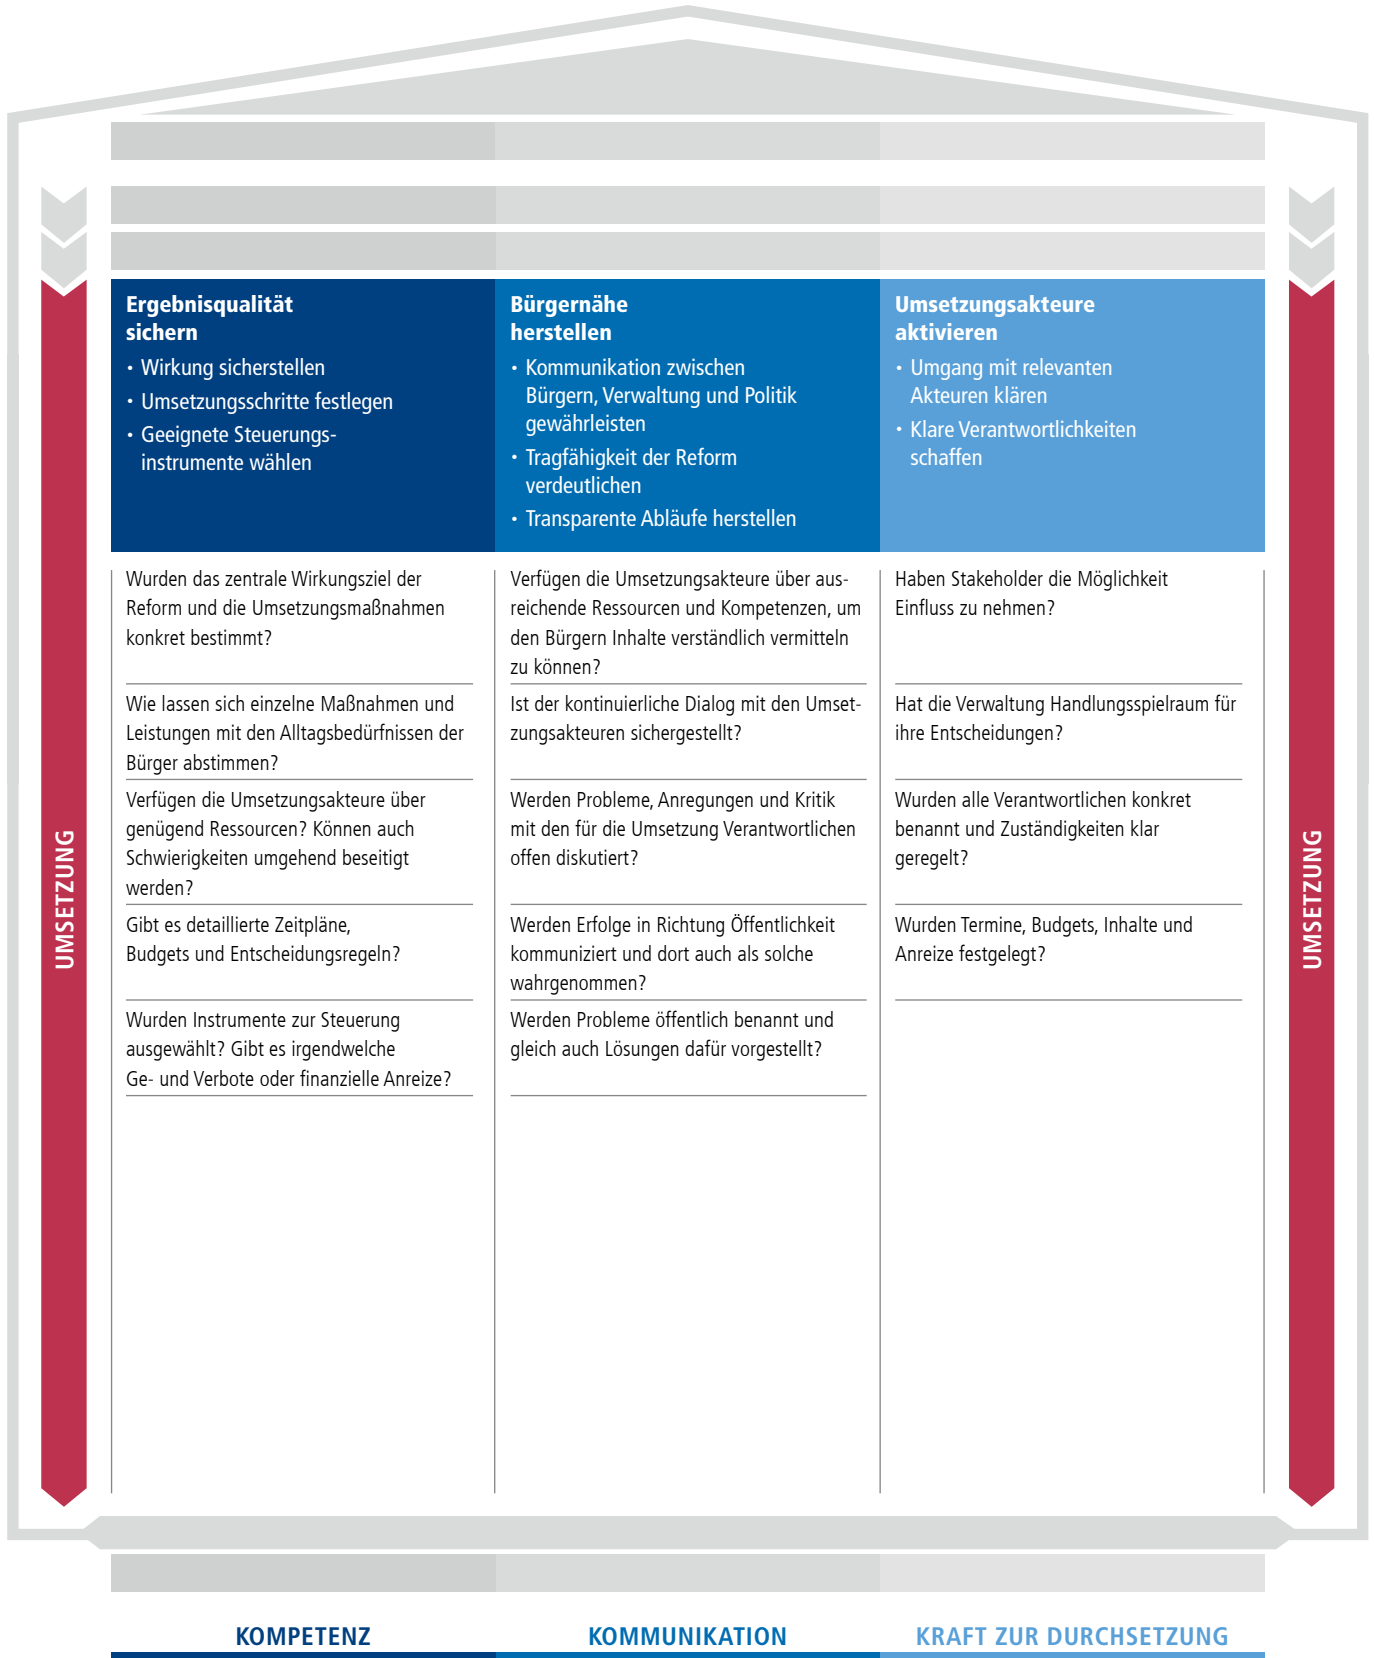 Ergebnisqualität
sichern
• Wirkung sicherstellen
• Umsetzungsschritte festlegen
• Geeignete Steuerungs-
instrumente wählen
Bürgernähe
herstellen
• Kommunikation zwischen
Bürgern, Verwaltung und Politik
gewährleisten
• Tragfähigkeit der Reform
verdeutlichen
• Transparente Abläufe herstellen
Umsetzungsakteure
aktivieren
• Umgang mit relevanten
Akteuren klären
• Klare Verantwortlichkeiten
schaffen
Wurden das zentrale Wirkungsziel der
Reform und die Umsetzungsmaßnahmen
konkret bestimmt?
Wie lassen sich einzelne Maßnahmen und
Leistungen mit den Alltagsbedürfnissen der
Bürger abstimmen?
Verfügen die Umsetzungsakteure über
genügend Ressourcen? Können auch
Schwierigkeiten umgehend beseitigt
werden?
Gibt es detaillierte Zeitpläne,
Budgets und Entscheidungsregeln?
Wurden Instrumente zur Steuerung
ausgewählt? Gibt es irgendwelche
Ge- und Verbote oder finanzielle Anreize?
Verfügen die Umsetzungsakteure über aus-
reichende Ressourcen und Kompetenzen, um
den Bürgern Inhalte verständlich vermitteln
zu können?
Ist der kontinuierliche Dialog mit den Umset-
zungsakteuren sichergestellt?
Werden Probleme, Anregungen und Kritik
mit den für die Umsetzung Verantwortlichen
offen diskutiert?
Werden Erfolge in Richtung Öffentlichkeit
kommuniziert und dort auch als solche
wahrgenommen?
Werden Probleme öffentlich benannt und
gleich auch Lösungen dafür vorgestellt?
Haben Stakeholder die Möglichkeit
Einfluss zu nehmen?
Hat die Verwaltung Handlungsspielraum für
ihre Entscheidungen?
Wurden alle Verantwortlichen konkret
benannt und Zuständigkeiten klar
geregelt?
Wurden Termine, Budgets, Inhalte und
Anreize festgelegt?
UMSETZUNG
UMSETZUNG
KOMPETENZ
KOMMUNIKATION
KRAFT ZUR DURCHSETZUNG